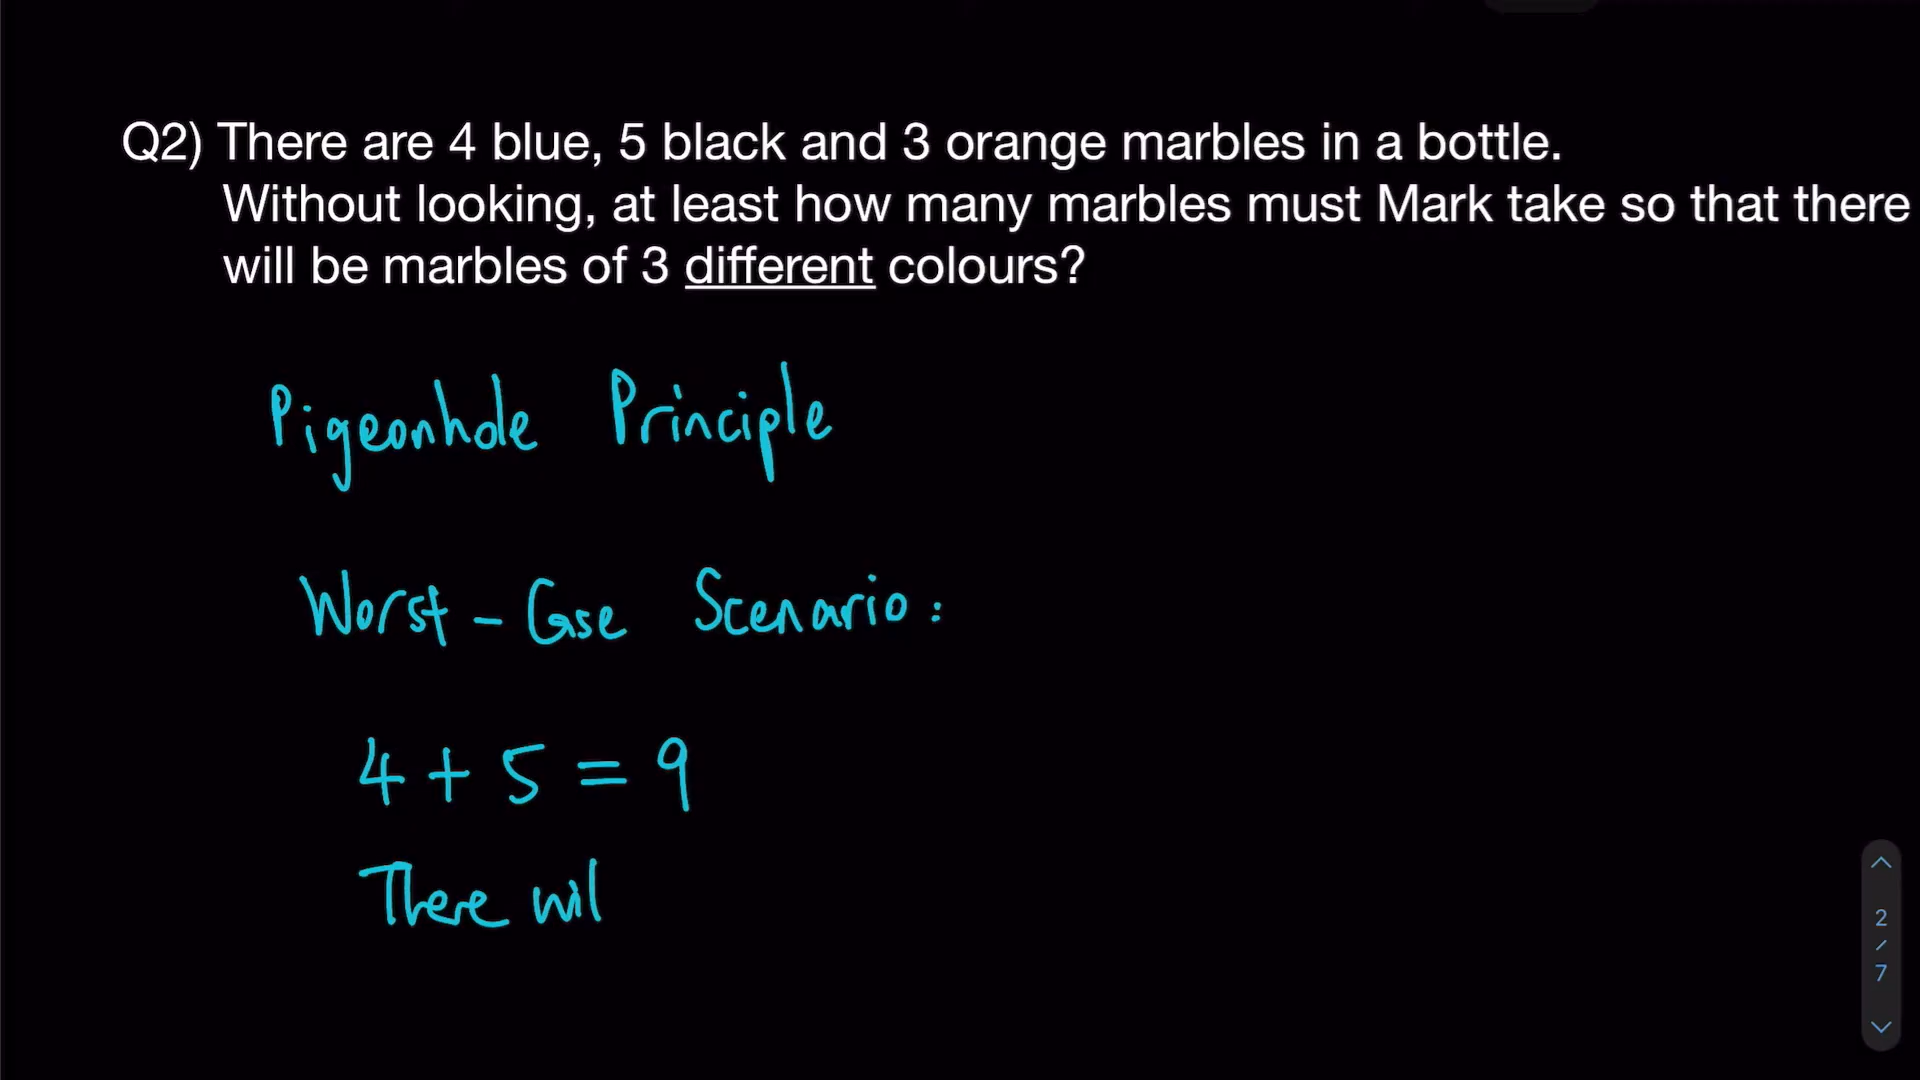 Q2) There are 4 blue, 5 black and 3 orange marbles in a bottle.
Without looking, at least how many marbles must Mark take so that there
will be marbles of 3 different colours?
Pigeonhole Principle
Worst - Case Scenario :
4 + 5 = 9
There wil
2
/
7